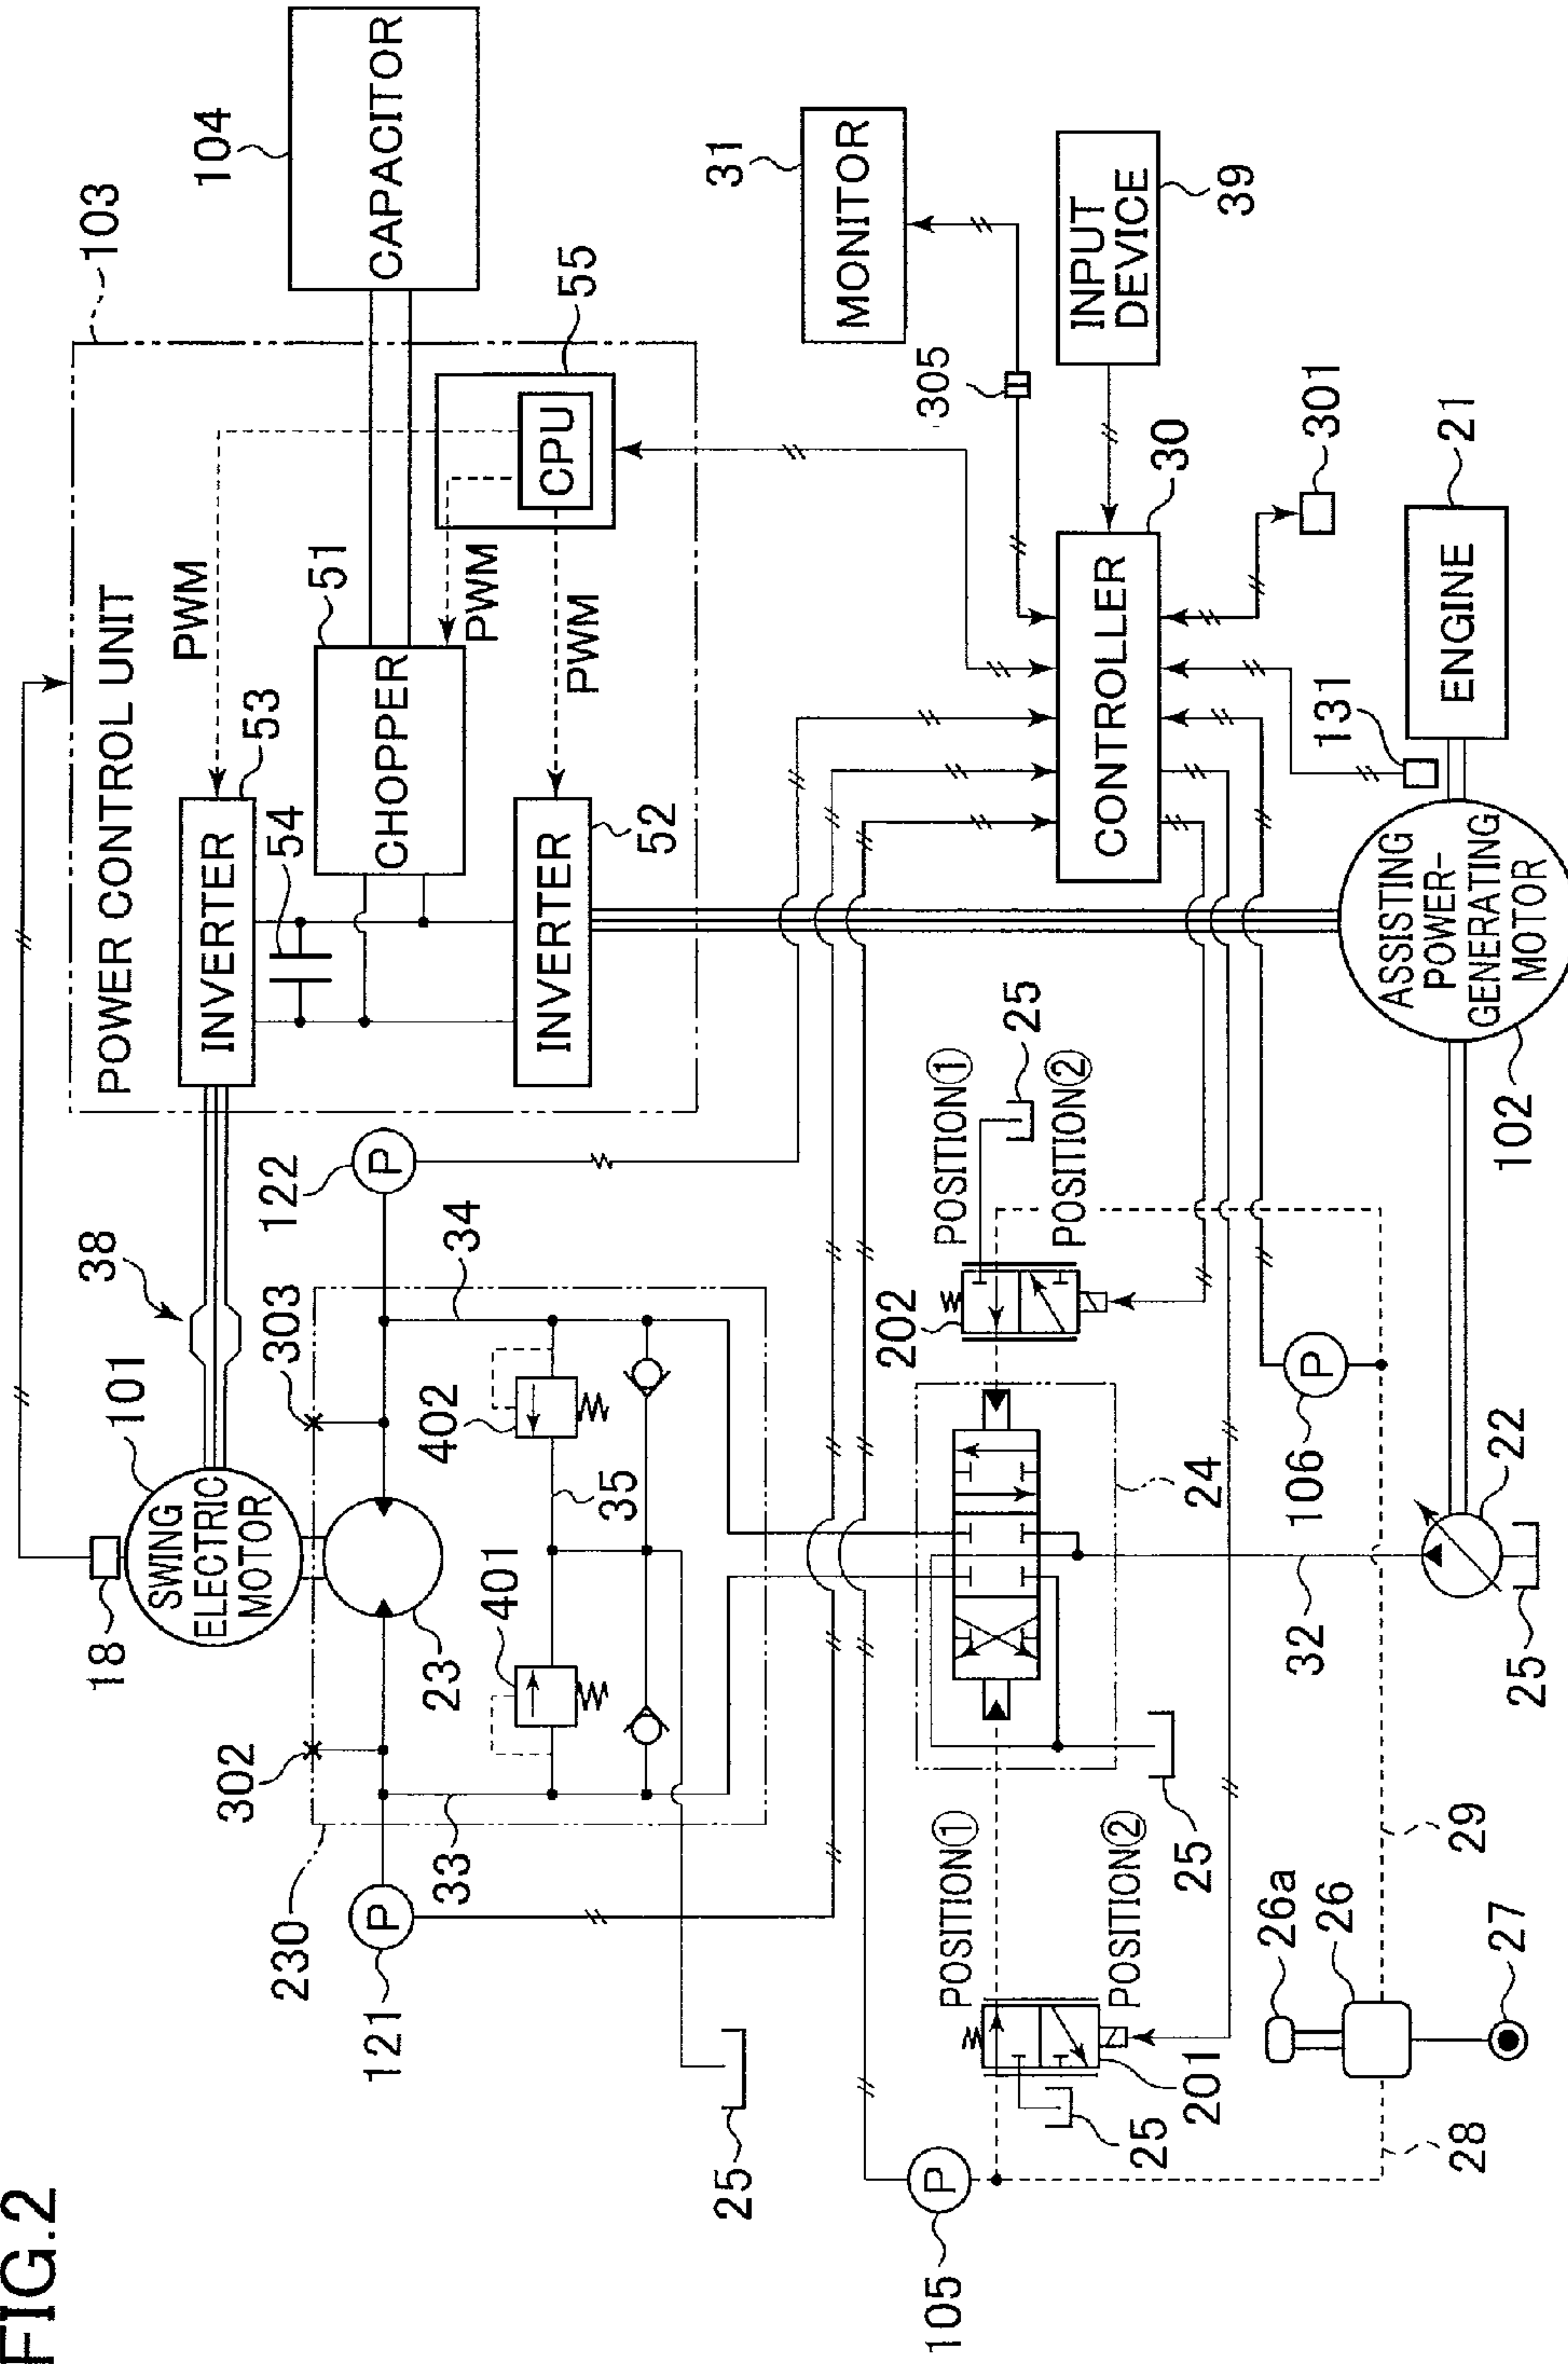 FIG.2
18
101
SWING
ELECTRIC
MOTOR
38
103
POWER CONTROL UNIT
PWM
INVERTER
53
54
CHOPPER
51
PWM
CPU
55
PWM
INVERTER
52
104
CAPACITOR
302
303
23
122
P
34
121
P
230
33
401
402
35
25
31
MONITOR
305
INPUT
DEVICE
39
30
CONTROLLER
301
105
P
POSITION①
POSITION②
201
25
25
24
202
POSITION①
POSITION②
25
26a
26
27
28
29
32
106
P
22
25
102
ASSISTING
POWER-
GENERATING
MOTOR
131
ENGINE
21